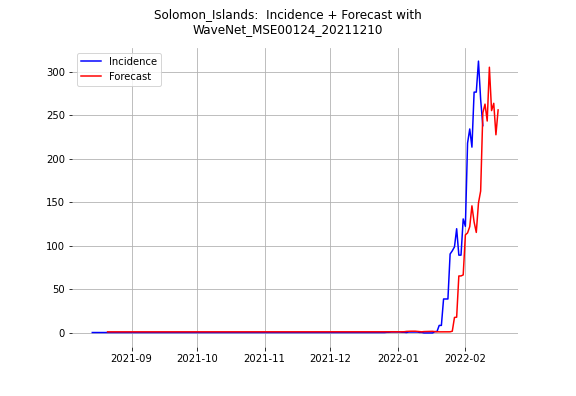 Solomon_Islands:  Incidence + Forecast with
WaveNet_MSE00124_20211210
Incidence
Forecast
300
250
200
150
100
50
0
2021-09 2021-10 2021-11 2021-12 2022-01 2022-02